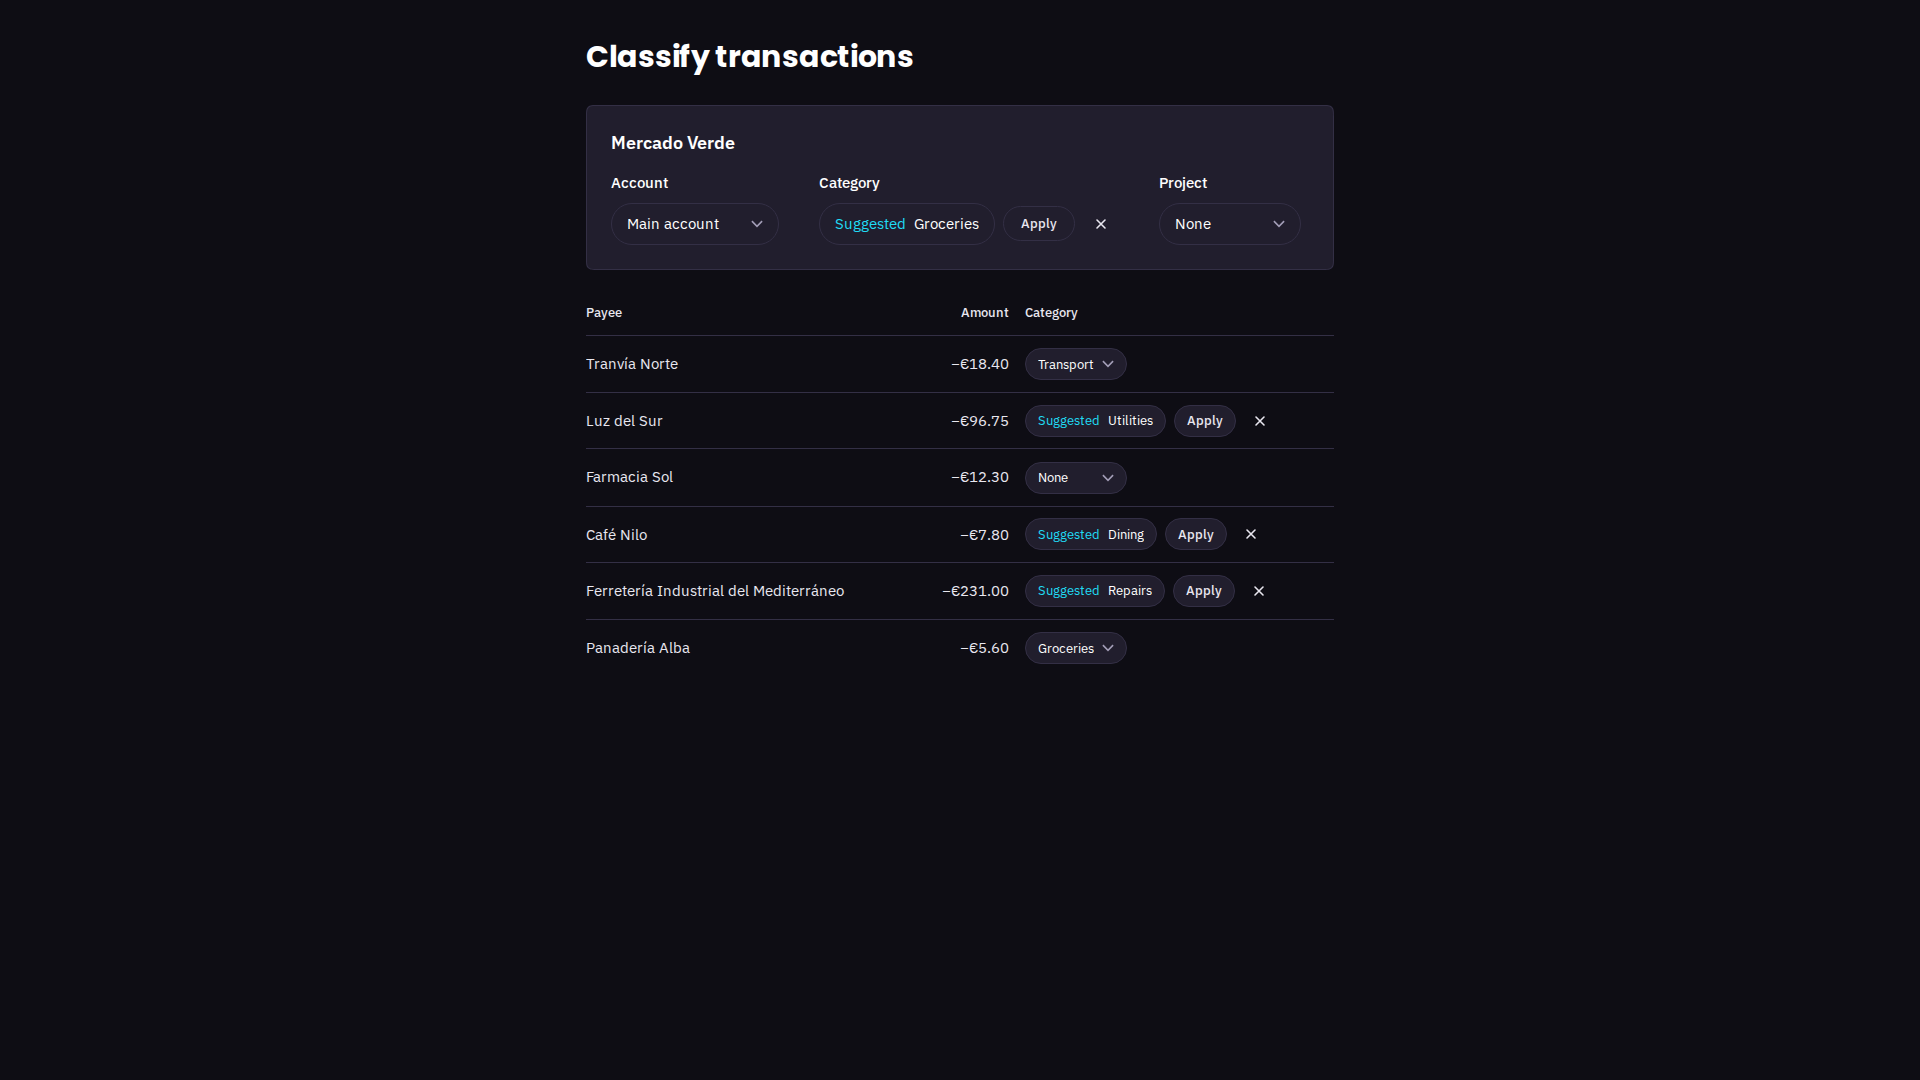 Classify transactions
Mercado Verde
Account Category Project
Main account Suggested Groceries Apply None
Payee Amount Category
Tranvía Norte −€18.40 Transport
Luz del Sur −€96.75 Suggested Utilities Apply
Farmacia Sol −€12.30 None
Café Nilo −€7.80 Suggested Dining Apply
Ferretería Industrial del Mediterráneo −€231.00 Suggested Repairs Apply
Panadería Alba −€5.60 Groceries